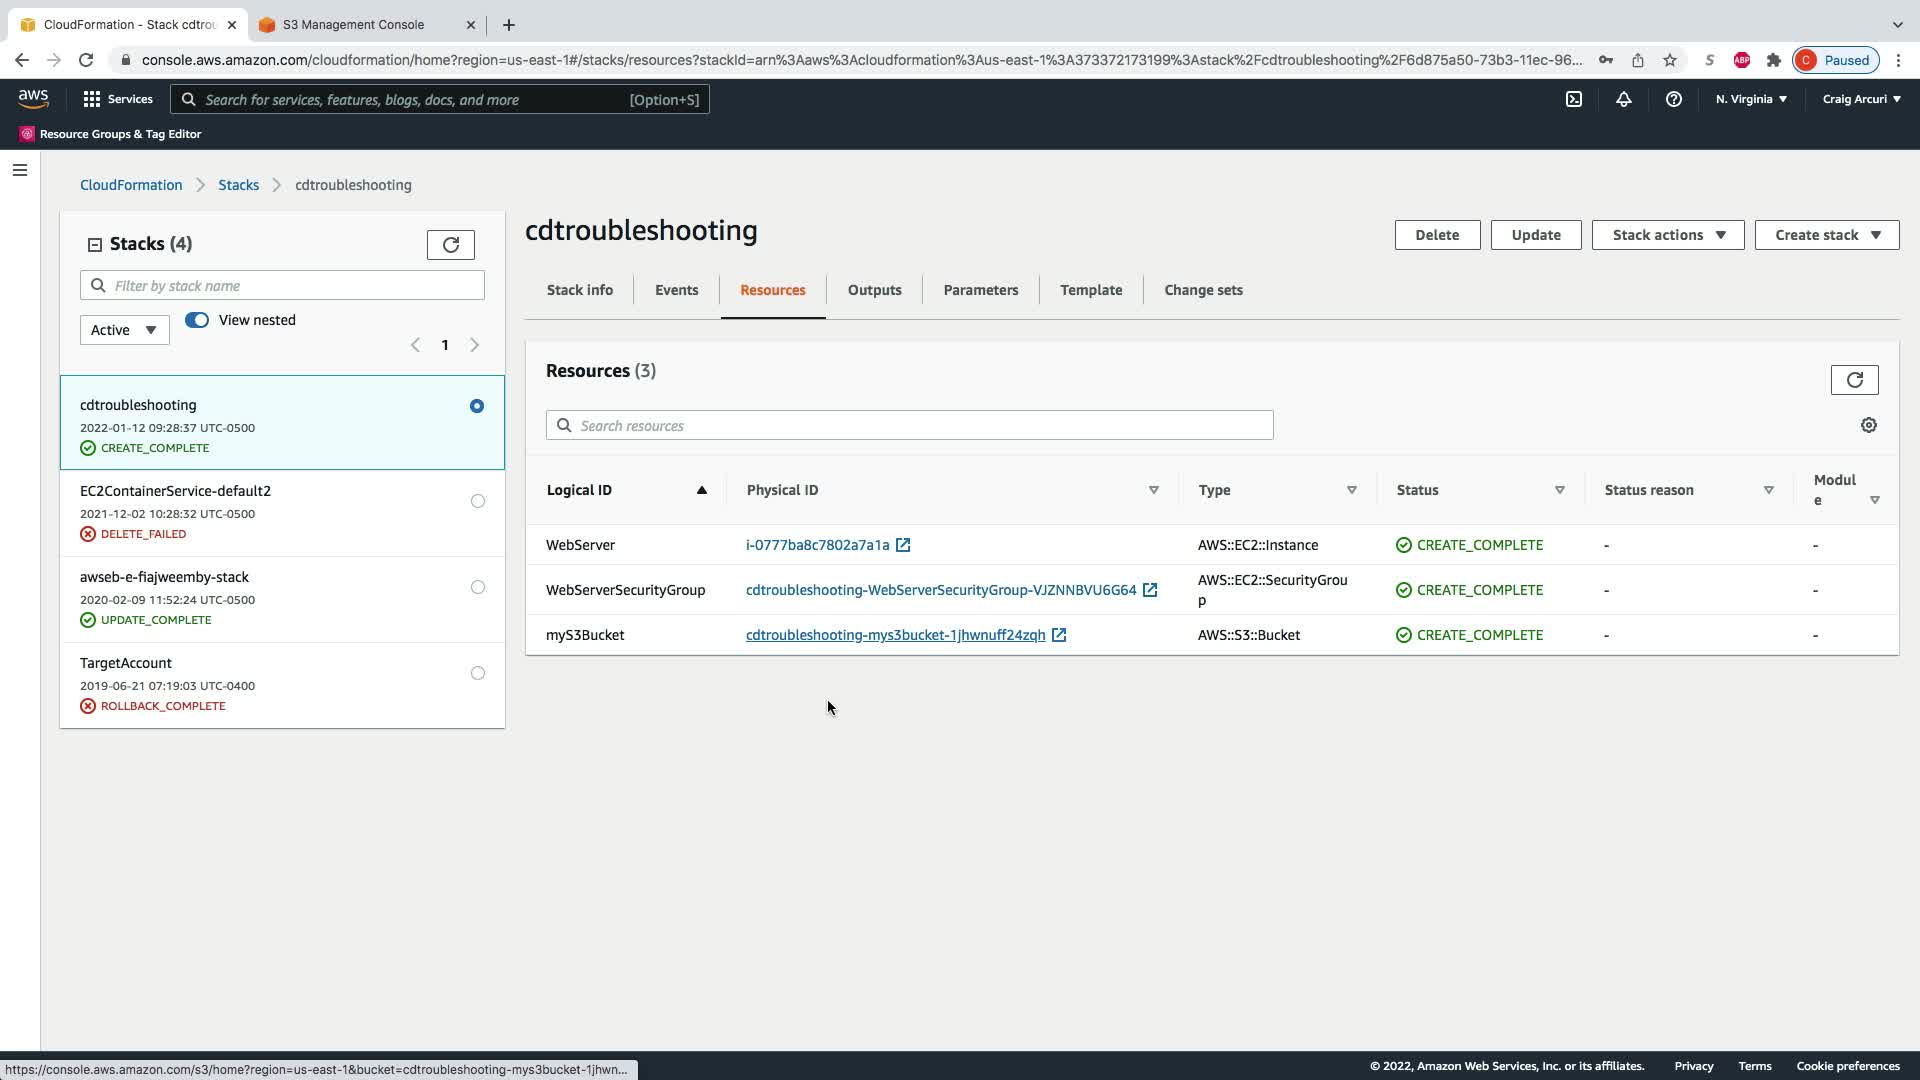 CloudFormation - Stack cdtrou
S3 Management Console
console.aws.amazon.com/cloudformation/home?region=us-east-1#/stacks/resources?stackId=arn%3Aaws%3Acloudformation%3Aus-east-1%3A373372173199%3Astack%2Fcdtroubleshooting%2F6d875a50-73b3-11ec-96...
S
ABP
C Paused
aws
Services
Search for services, features, blogs, docs, and more [Option+S]
N. Virginia
Craig Arcuri
Resource Groups & Tag Editor
CloudFormation
Stacks
cdtroubleshooting
Stacks (4)
Filter by stack name
Active
View nested
1
cdtroubleshooting
2022-01-12 09:28:37 UTC-0500
CREATE_COMPLETE
EC2ContainerService-default2
2021-12-02 10:28:32 UTC-0500
DELETE_FAILED
awseb-e-fiajweemby-stack
2020-02-09 11:52:24 UTC-0500
UPDATE_COMPLETE
TargetAccount
2019-06-21 07:19:03 UTC-0400
ROLLBACK_COMPLETE
cdtroubleshooting
Delete
Update
Stack actions
Create stack
Stack info
Events
Resources
Outputs
Parameters
Template
Change sets
Resources (3)
Search resources
Logical ID
Physical ID
Type
Status
Status reason
Modul
e
WebServer
i-0777ba8c7802a7a1a
AWS::EC2::Instance
CREATE_COMPLETE
-
-
WebServerSecurityGroup
cdtroubleshooting-WebServerSecurityGroup-VJZNNBVU6G64
AWS::EC2::SecurityGrou
p
CREATE_COMPLETE
-
-
myS3Bucket
cdtroubleshooting-mys3bucket-1jhwnuff24zqh
AWS::S3::Bucket
CREATE_COMPLETE
-
-
https://console.aws.amazon.com/s3/home?region=us-east-1&bucket=cdtroubleshooting-mys3bucket-1jhwn...
© 2022, Amazon Web Services, Inc. or its affiliates.
Privacy
Terms
Cookie preferences